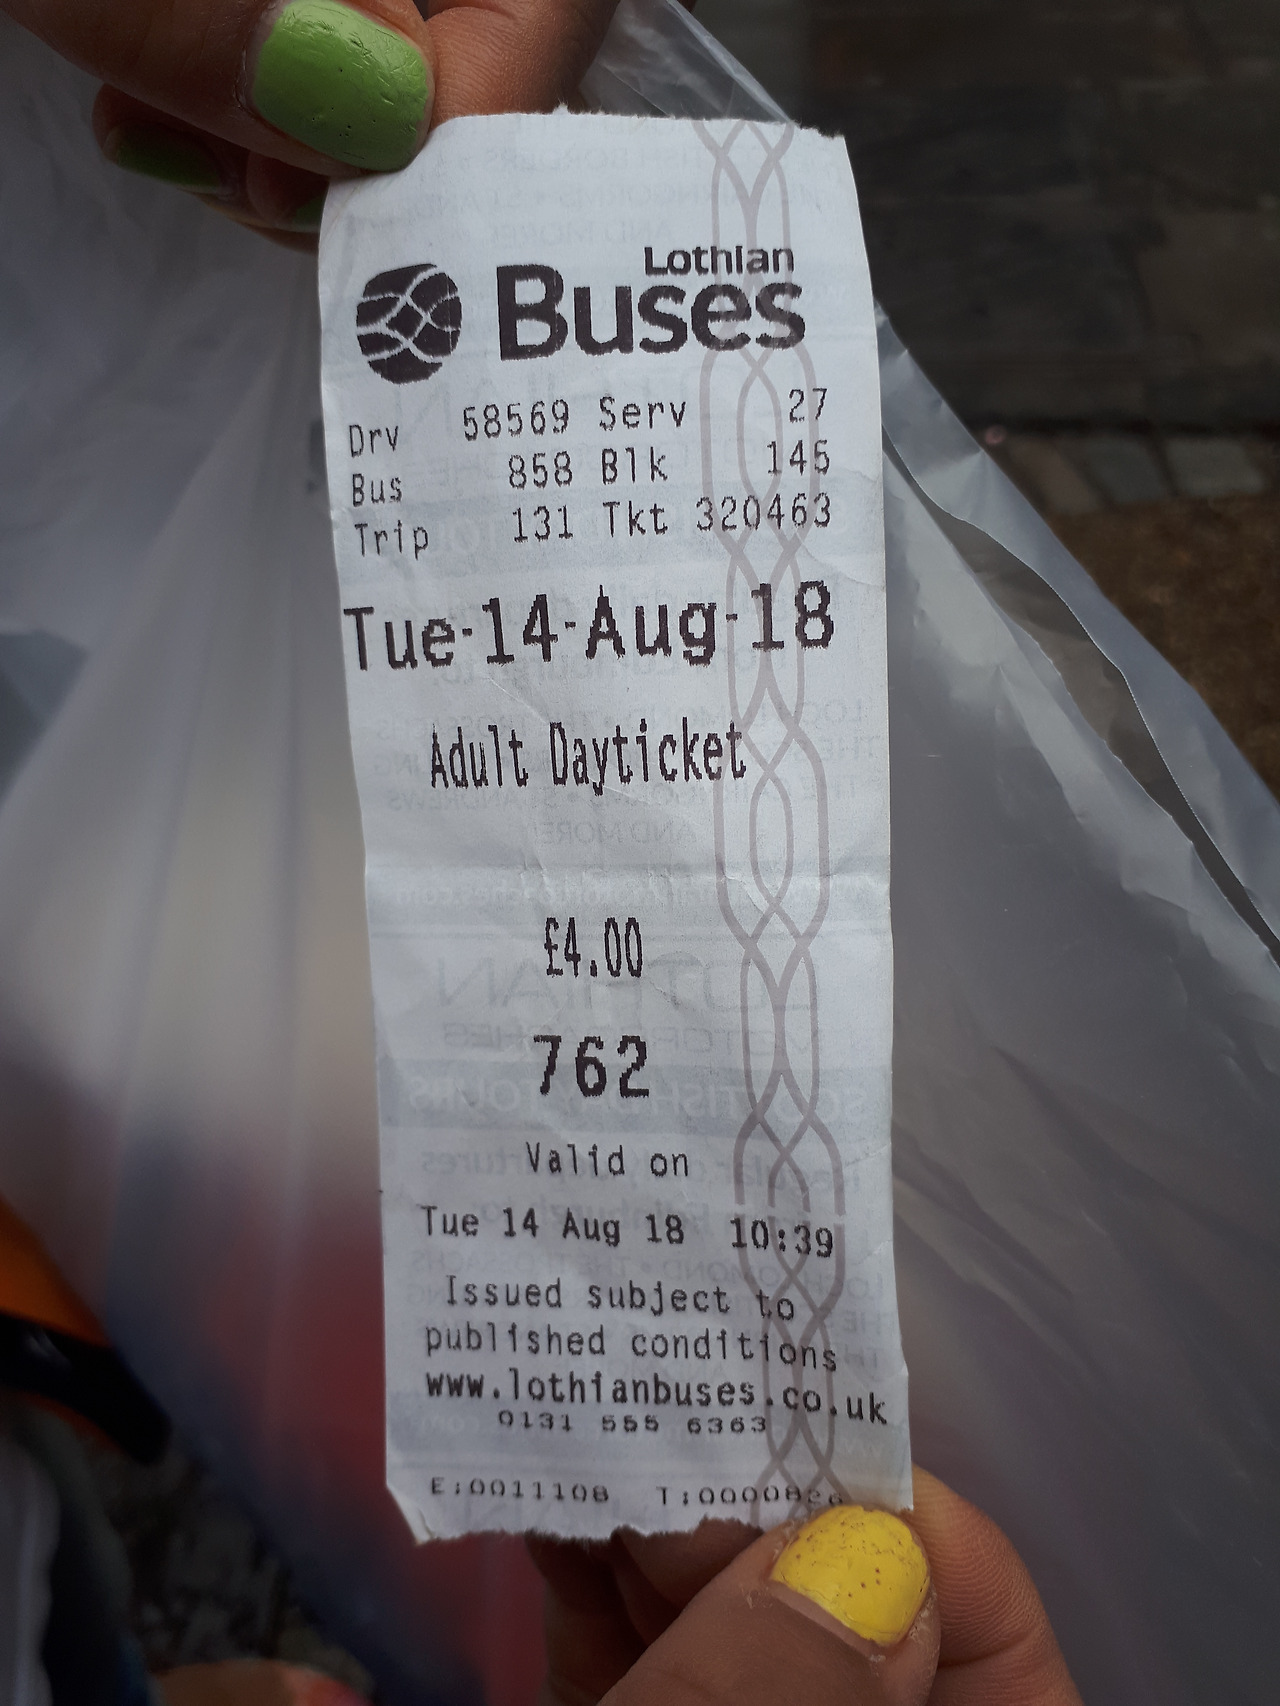 Lothian
Buses
Drv 58569 Serv 27
Bus 858 Blk 145
Trip 131 Tkt 320463
Tue-14-Aug-18
Adult Dayticket
£4.00
762
Valid on
Tue 14 Aug 18 10:39
Issued subject to
published conditions
www.lothianbuses.co.uk
0131 555 6363
E:0011108 T:0000826